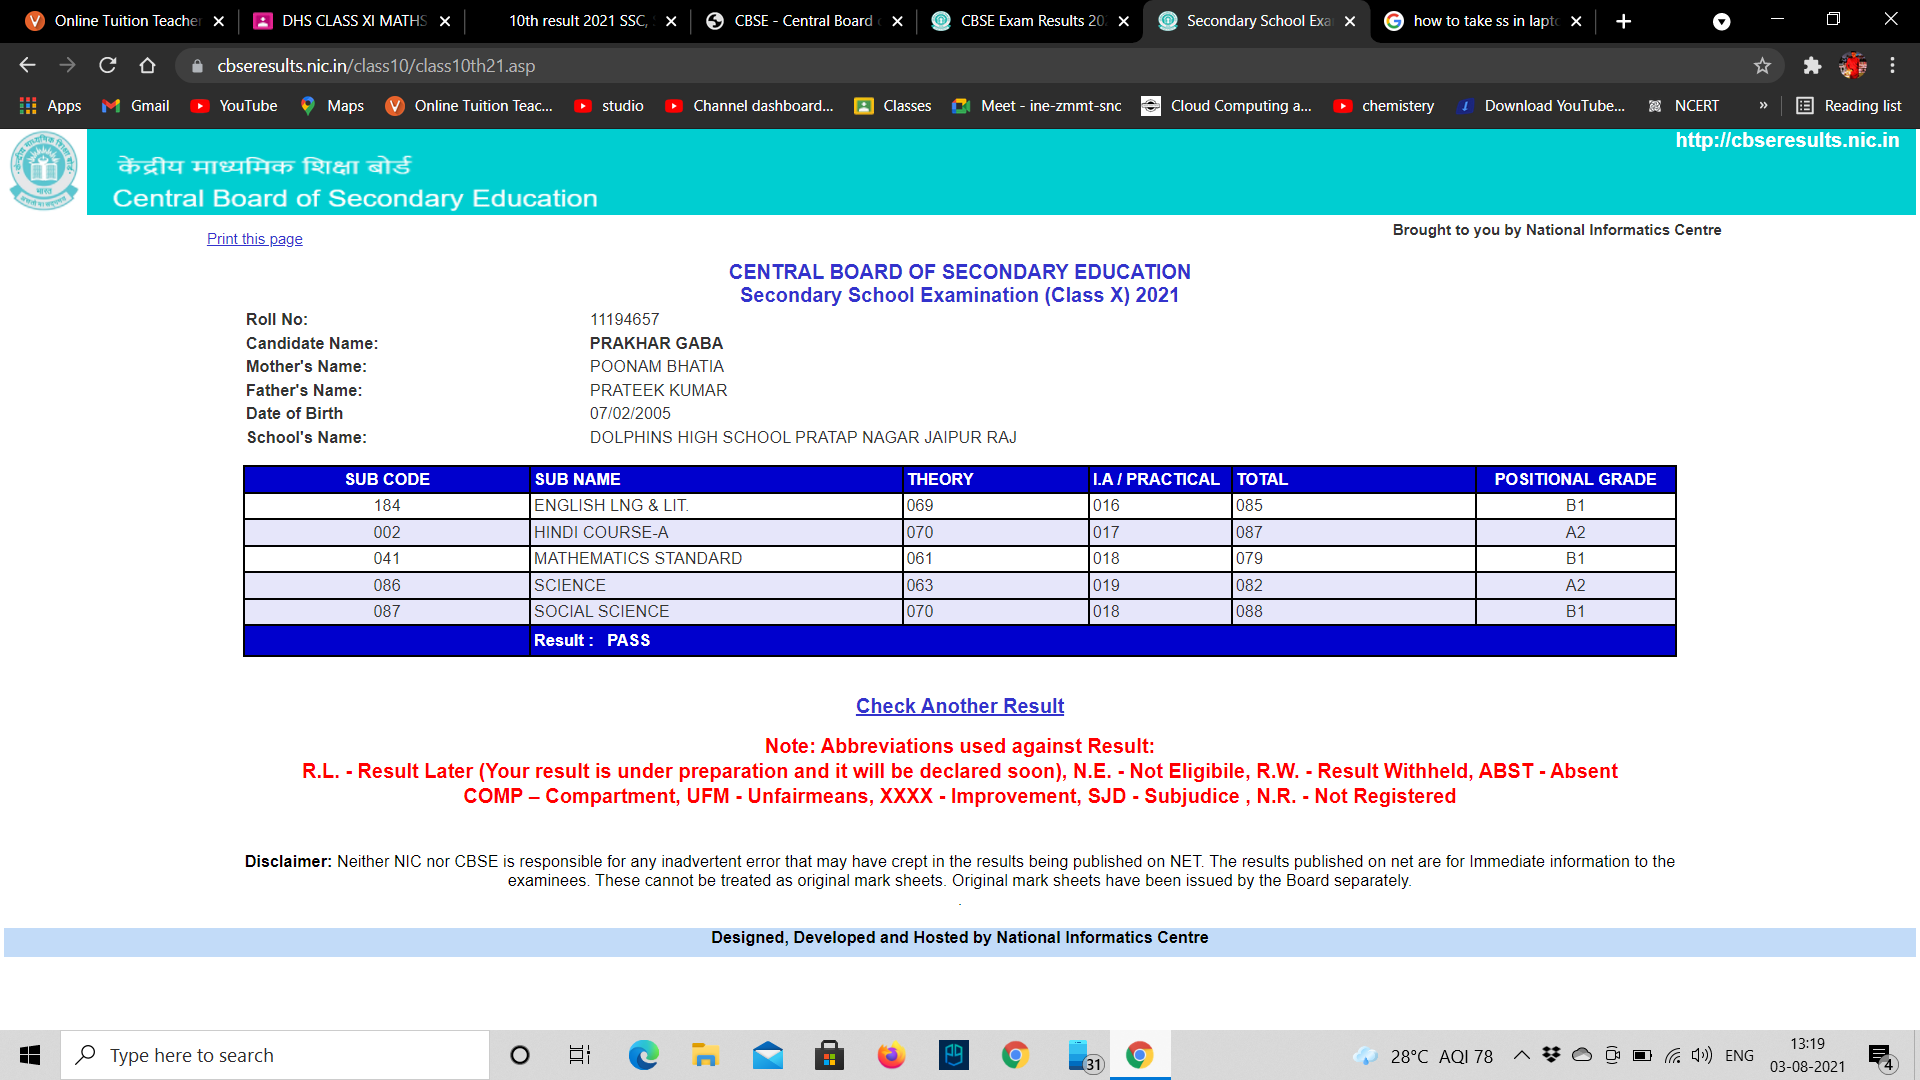 Online Tuition Teache
DHS CLASS XI MATHS
10th result 2021 SSC,
CBSE - Central Board
CBSE Exam Results 20
Secondary School Exa
how to take ss in lapt
cbseresults.nic.in/class10/class10th21.asp
Apps Gmail YouTube Maps Online Tuition Teac... studio Channel dashboard... Classes Meet - ine-zmmt-snc Cloud Computing a... chemistery Download YouTube... NCERT » Reading list
http://cbseresults.nic.in
केंद्रीय माध्यमिक शिक्षा बोर्ड
Central Board of Secondary Education
Print this page
Brought to you by National Informatics Centre
CENTRAL BOARD OF SECONDARY EDUCATION
Secondary School Examination (Class X) 2021
Roll No: 11194657
Candidate Name: PRAKHAR GABA
Mother's Name: POONAM BHATIA
Father's Name: PRATEEK KUMAR
Date of Birth 07/02/2005
School's Name: DOLPHINS HIGH SCHOOL PRATAP NAGAR JAIPUR RAJ
SUB CODE SUB NAME THEORY I.A / PRACTICAL TOTAL POSITIONAL GRADE
184 ENGLISH LNG & LIT. 069 016 085 B1
002 HINDI COURSE-A 070 017 087 A2
041 MATHEMATICS STANDARD 061 018 079 B1
086 SCIENCE 063 019 082 A2
087 SOCIAL SCIENCE 070 018 088 B1
Result : PASS
Check Another Result
Note: Abbreviations used against Result:
R.L. - Result Later (Your result is under preparation and it will be declared soon), N.E. - Not Eligibile, R.W. - Result Withheld, ABST - Absent
COMP – Compartment, UFM - Unfairmeans, XXXX - Improvement, SJD - Subjudice , N.R. - Not Registered
Disclaimer: Neither NIC nor CBSE is responsible for any inadvertent error that may have crept in the results being published on NET. The results published on net are for Immediate information to the
examinees. These cannot be treated as original mark sheets. Original mark sheets have been issued by the Board separately.
Designed, Developed and Hosted by National Informatics Centre
Type here to search
31
28°C AQI 78
ENG
13:19
03-08-2021
4